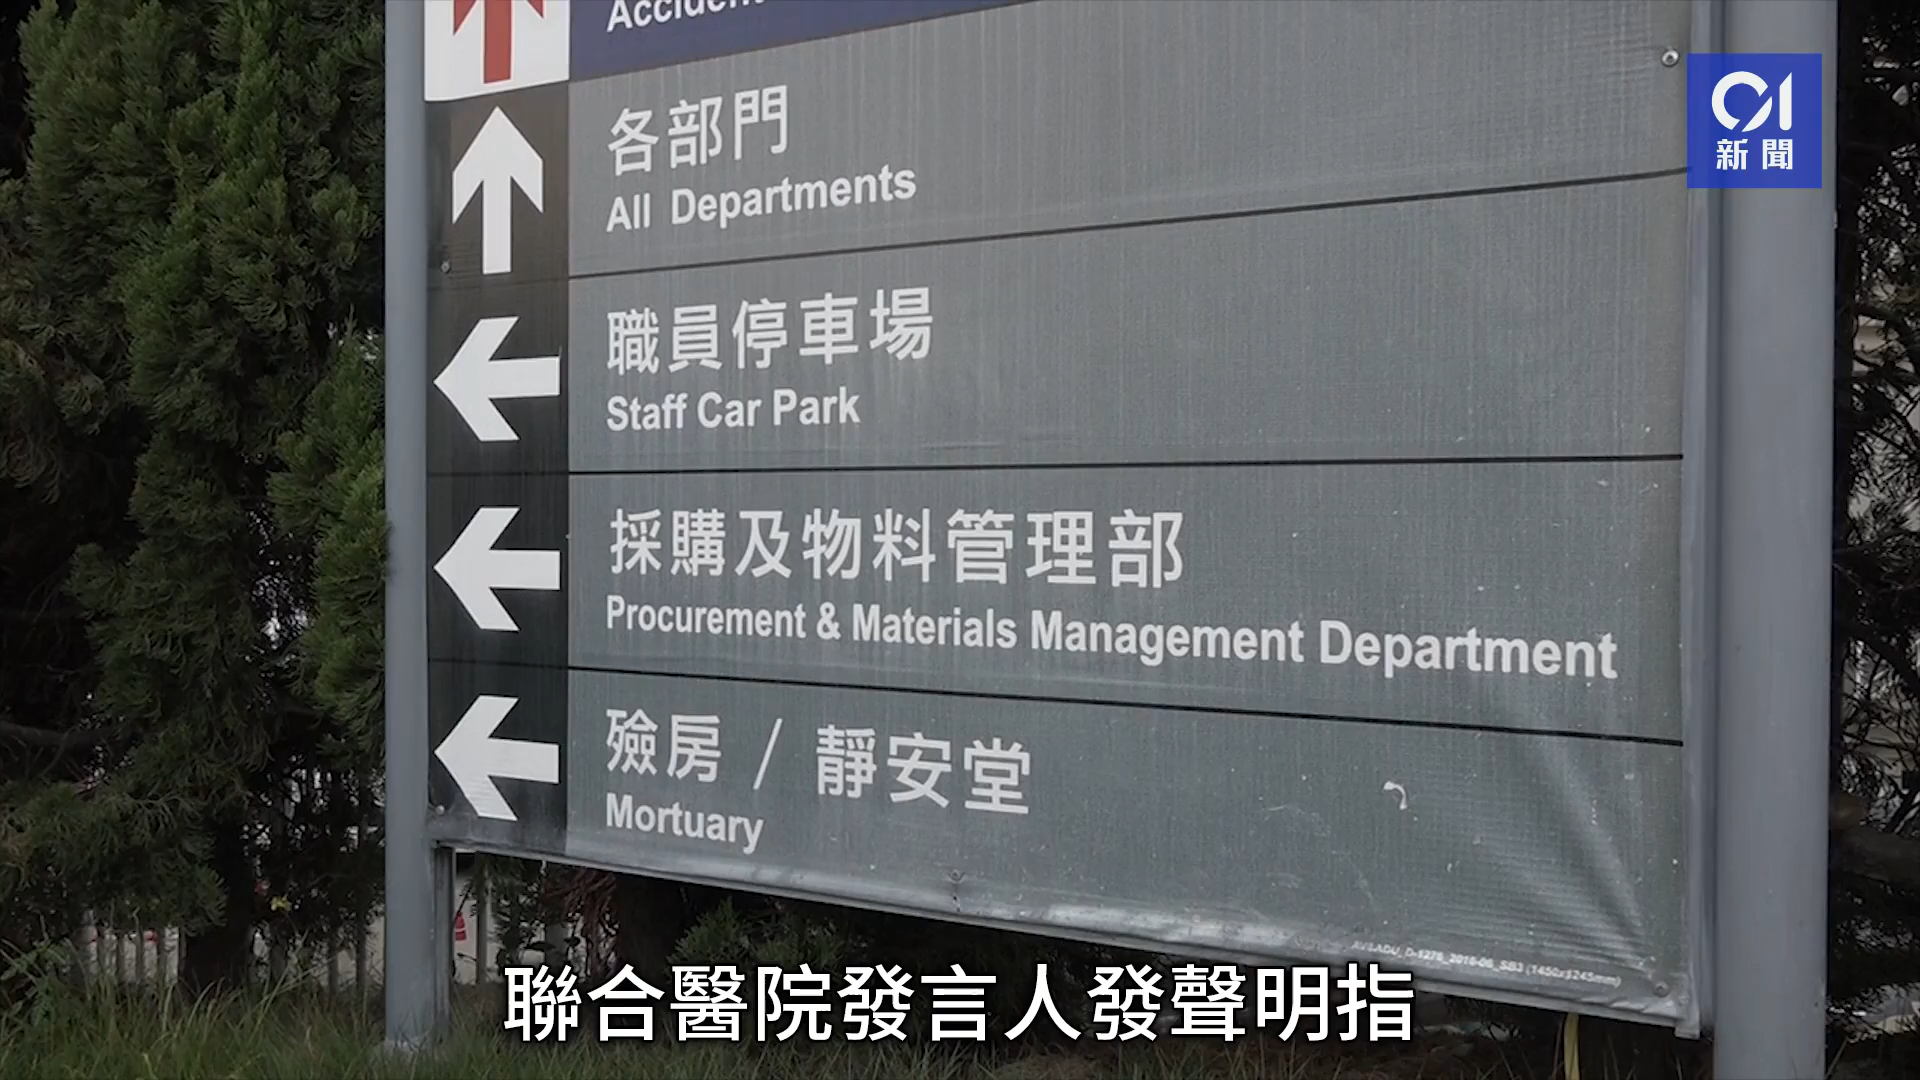 Accident
各部門
All Departments
職員停車場
Staff Car Park
採購及物料管理部
Procurement & Materials Management Department
殮房 / 靜安堂
Mortuary
01
新聞
聯合醫院發言人發聲明指